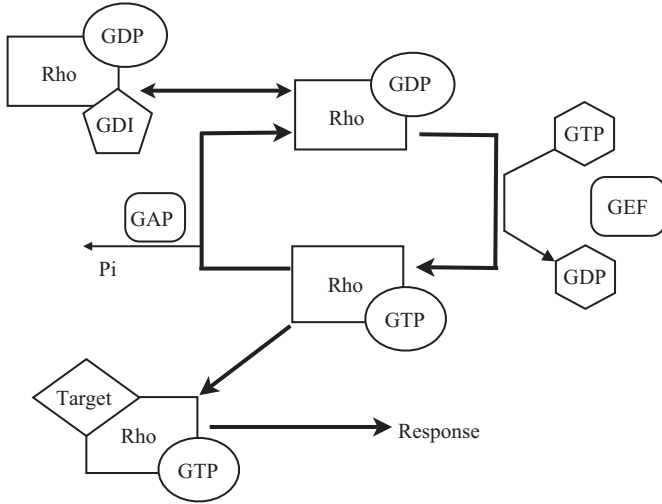 GDP
Rho
GDI
GDP
Rho
GTP
GEF
GDP
GAP
Pi
Rho
GTP
Target
Rho
GTP
Response